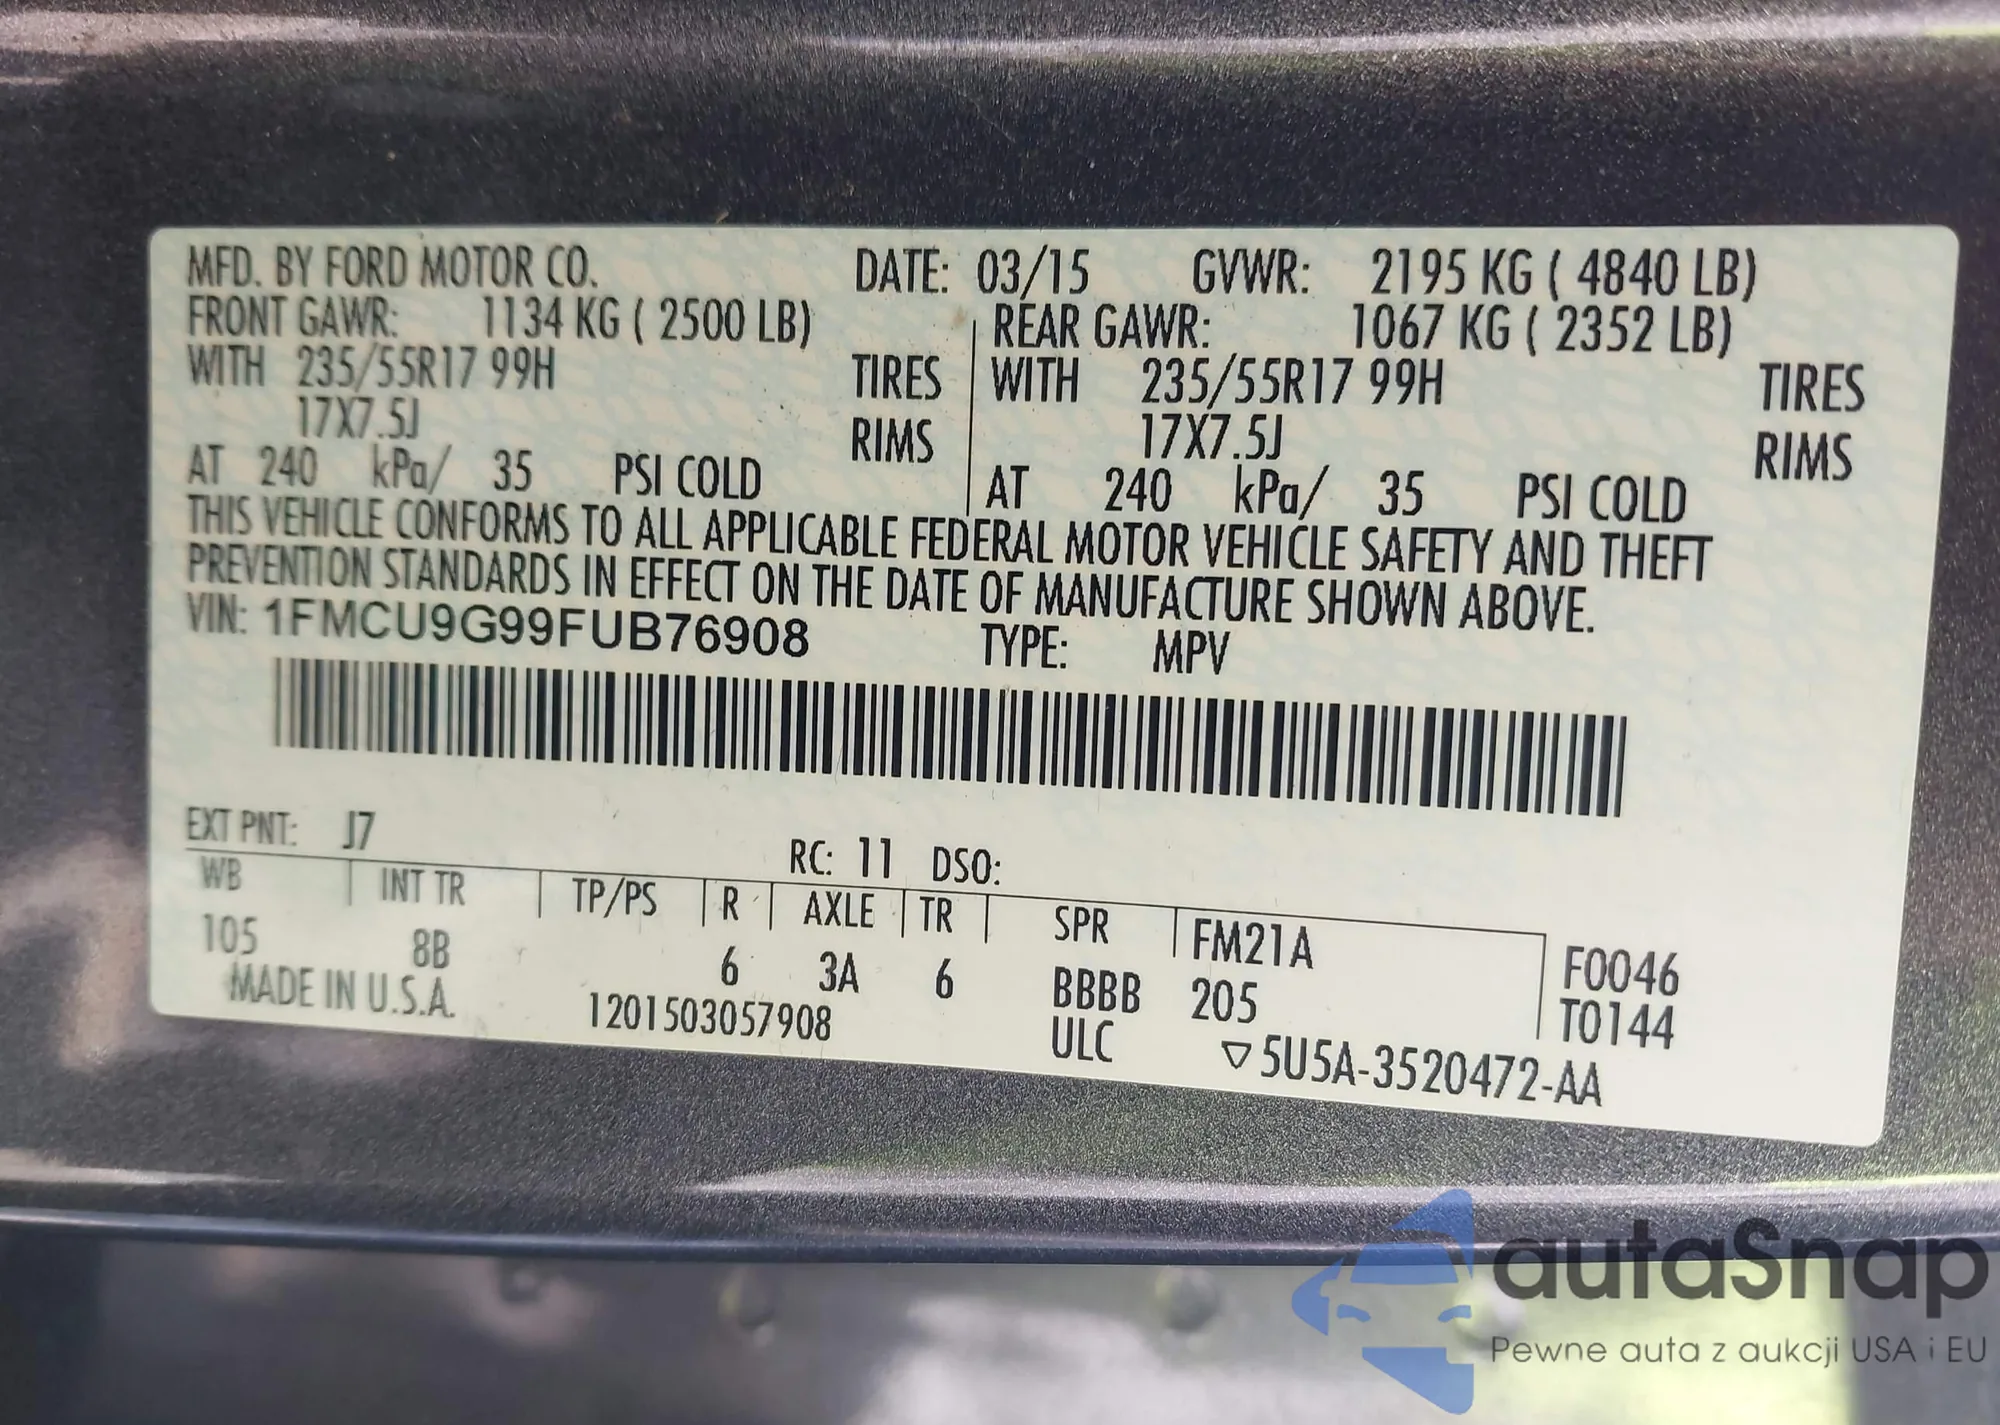 MFD. BY FORD MOTOR CO. DATE: 03/15 GVWR: 2195 KG ( 4840 LB)
FRONT GAWR: 1134 KG ( 2500 LB) REAR GAWR: 1067 KG ( 2352 LB)
WITH 235/55R17 99H TIRES WITH 235/55R17 99H TIRES
17X7.5J RIMS 17X7.5J RIMS
AT 240 kPa/ 35 PSI COLD AT 240 kPa/ 35 PSI COLD
THIS VEHICLE CONFORMS TO ALL APPLICABLE FEDERAL MOTOR VEHICLE SAFETY AND THEFT
PREVENTION STANDARDS IN EFFECT ON THE DATE OF MANUFACTURE SHOWN ABOVE.
VIN: 1FMCU9G99FUB76908 TYPE: MPV
EXT PNT: J7 RC: 11 DSO:
WB INT TR TP/PS R AXLE TR SPR FM21A F0046
105 8B 6 3A 6 BBBB 205 T0144
MADE IN U.S.A. 1201503057908 ULC ▽5U5A-3520472-AA
autaSnap
Pewne auta z aukcji USA i EU